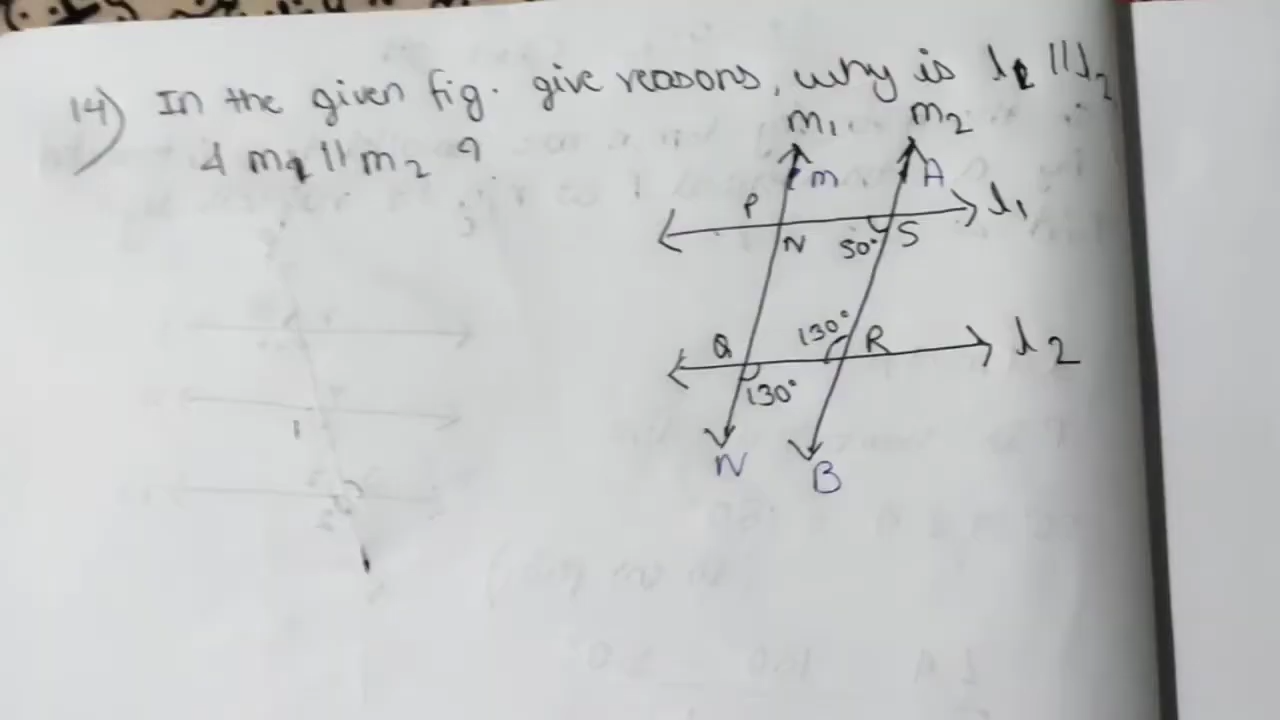 14) In the given fig. give reasons, why is l1 || l2
& m1 || m2 ?
m1 m2
M A
P l1
N 50° S
Q 130° R l2
130°
N B